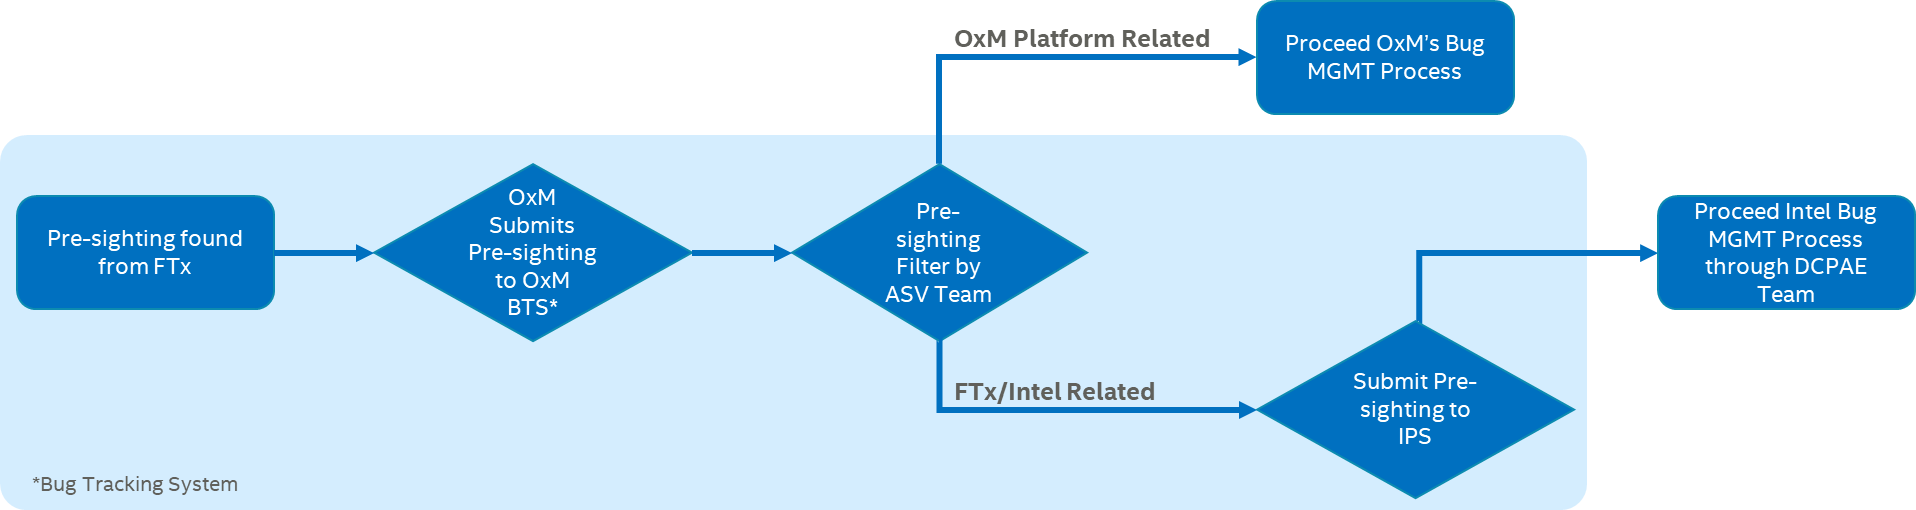 OxM Platform Related
Proceed OxM’s Bug
MGMT Process
Pre-sighting found
from FTx
OxM
Submits
Pre-sighting
to OxM
BTS*
Pre-
sighting
Filter by
ASV Team
Proceed Intel Bug
MGMT Process
through DCPAE
Team
FTx/Intel Related
Submit Pre-
sighting to
IPS
*Bug Tracking System